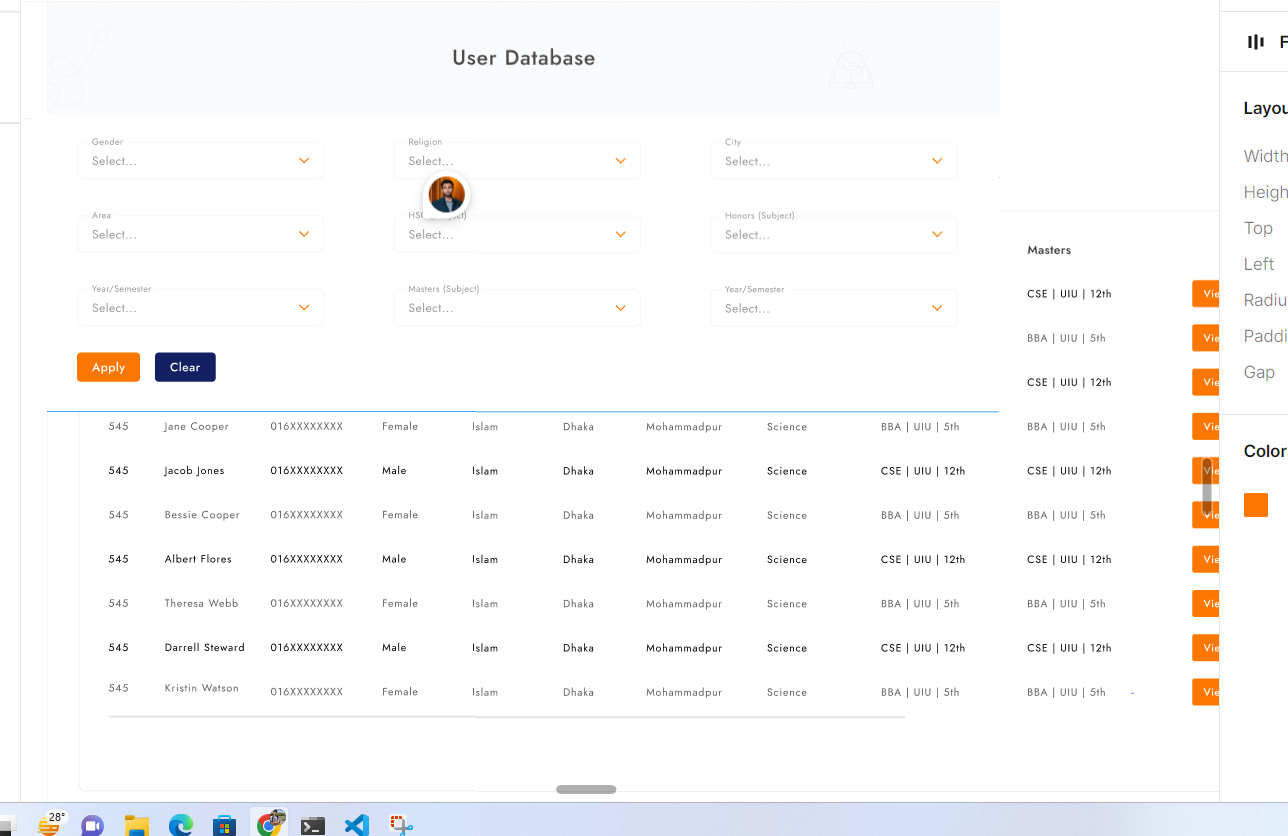 User Database
F
Layou
Width
Heigh
Top
Left
Radiu
Paddi
Gap
Color
Gender
Select...
Religion
Select...
City
Select...
Area
Select...
Select...
Honors (Subject)
Select...
Year/Semester
Select...
Masters (Subject)
Select...
Year/Semester
Select...
Apply Clear
Masters
CSE | UIU | 12th Vie
BBA | UIU | 5th Vie
CSE | UIU | 12th Vie
545 Jane Cooper 016XXXXXXXX Female Islam Dhaka Mohammadpur Science BBA | UIU | 5th BBA | UIU | 5th Vie
545 Jacob Jones 016XXXXXXXX Male Islam Dhaka Mohammadpur Science CSE | UIU | 12th CSE | UIU | 12th Vie
545 Bessie Cooper 016XXXXXXXX Female Islam Dhaka Mohammadpur Science BBA | UIU | 5th BBA | UIU | 5th Vie
545 Albert Flores 016XXXXXXXX Male Islam Dhaka Mohammadpur Science CSE | UIU | 12th CSE | UIU | 12th Vie
545 Theresa Webb 016XXXXXXXX Female Islam Dhaka Mohammadpur Science BBA | UIU | 5th BBA | UIU | 5th Vie
545 Darrell Steward 016XXXXXXXX Male Islam Dhaka Mohammadpur Science CSE | UIU | 12th CSE | UIU | 12th Vie
545 Kristin Watson 016XXXXXXXX Female Islam Dhaka Mohammadpur Science BBA | UIU | 5th BBA | UIU | 5th - Vie
28°